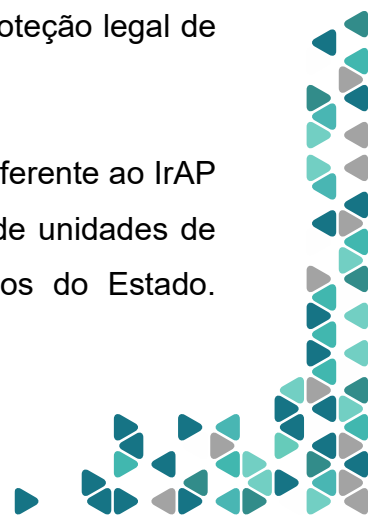 oteção legal de
ferente ao IrAP
de unidades de
os do Estado.